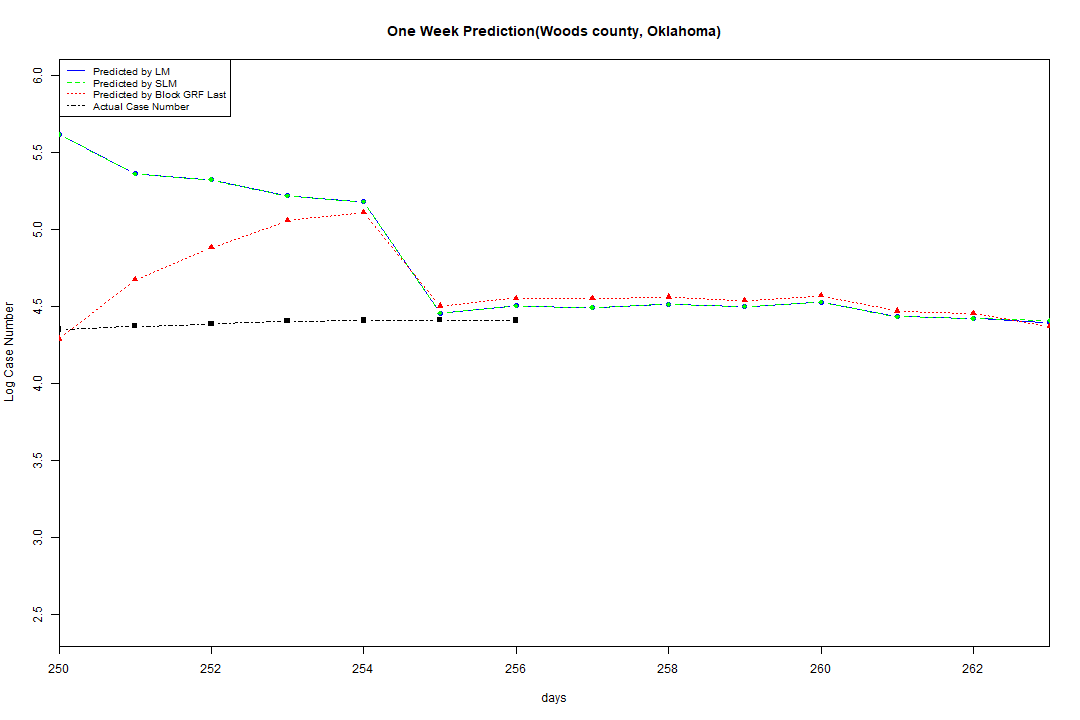 One Week Prediction(Woods county, Oklahoma)
Predicted by LM
Predicted by SLM
Predicted by Block GRF Last
Actual Case Number
6.0
5.5
5.0
4.5
4.0
3.5
3.0
2.5
Log Case Number
250 252 254 256 258 260 262
days